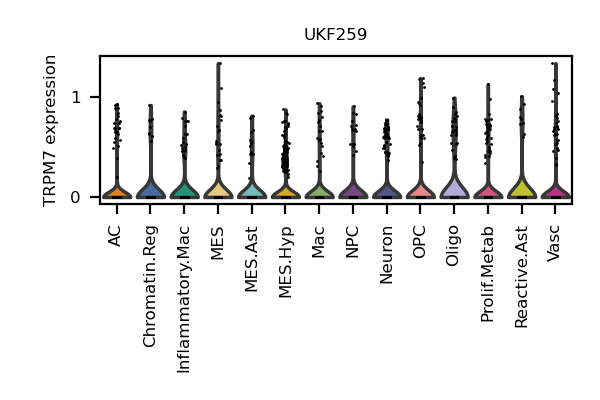 UKF259
TRPM7 expression
1
0
AC
Chromatin.Reg
Inflammatory.Mac
MES
MES.Ast
MES.Hyp
Mac
NPC
Neuron
OPC
Oligo
Prolif.Metab
Reactive.Ast
Vasc